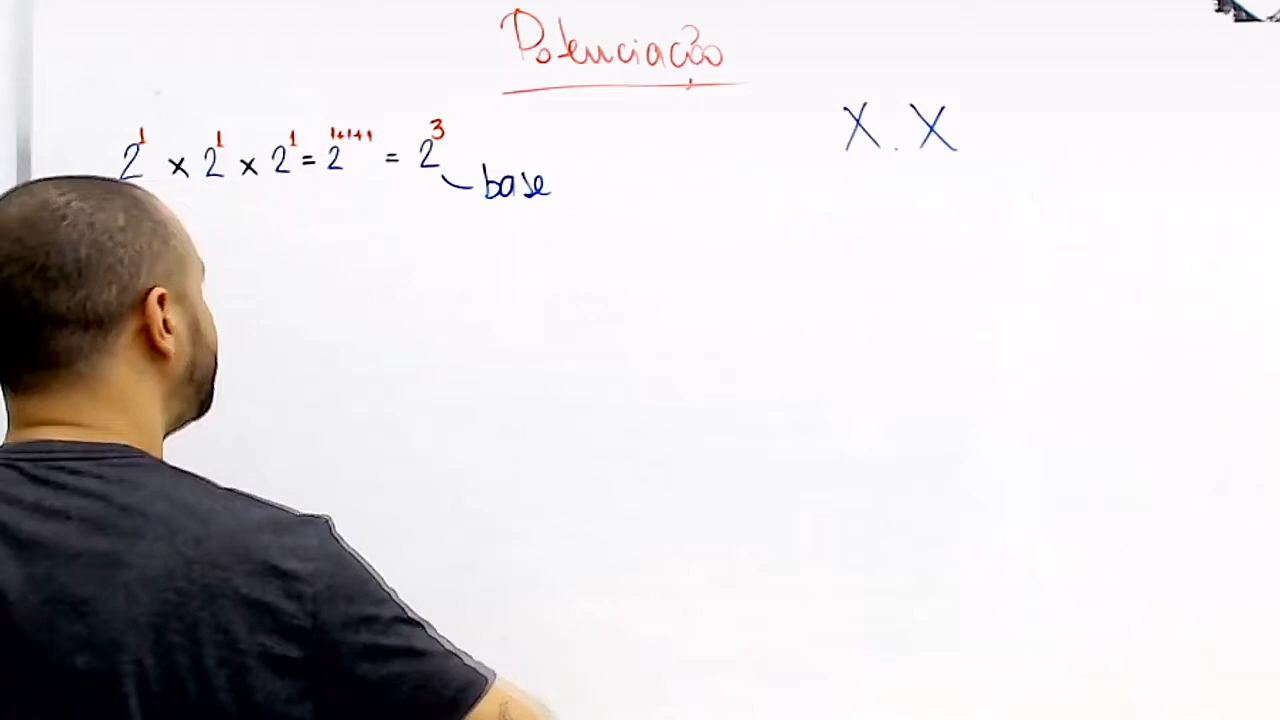 Potenciação
X . X
2¹ x 2¹ x 2¹ = 2¹⁺¹⁺¹ = 2³
base